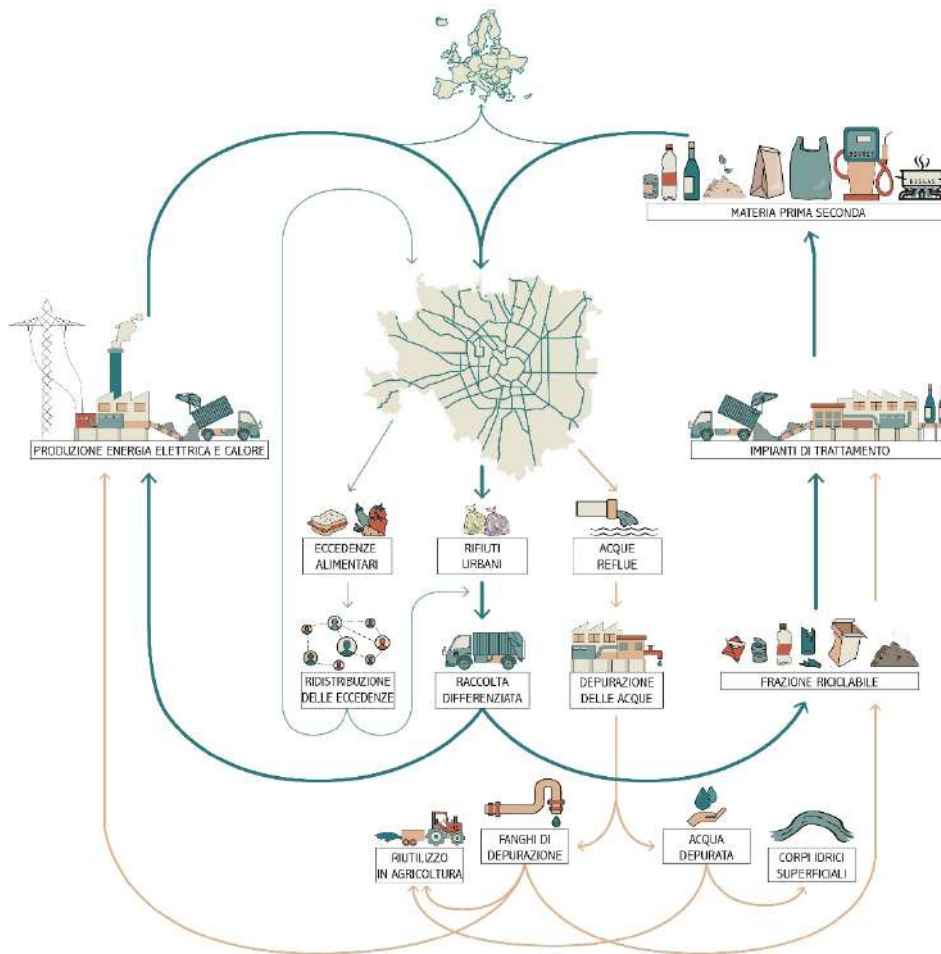 MATERIA PRIMA SECONDA
PRODUZIONE ENERGIA ELETTRICA E CALORE
IMPIANTI DI TRATTAMENTO
ECCEDENZE
ALIMENTARI
RIFIUTI
URBANI
ACQUE
REFLUE
RIDISTRIBUZIONE
DELLE ECCEDENZE
RACCOLTA
DIFFERENZIATA
DEPURAZIONE
DELLE ACQUE
FRAZIONE RICICLABILE
RIUTILIZZO
IN AGRICOLTURA
FANGHI DI
DEPURAZIONE
ACQUA
DEPURATA
CORPI IDRICI
SUPERFICIALI